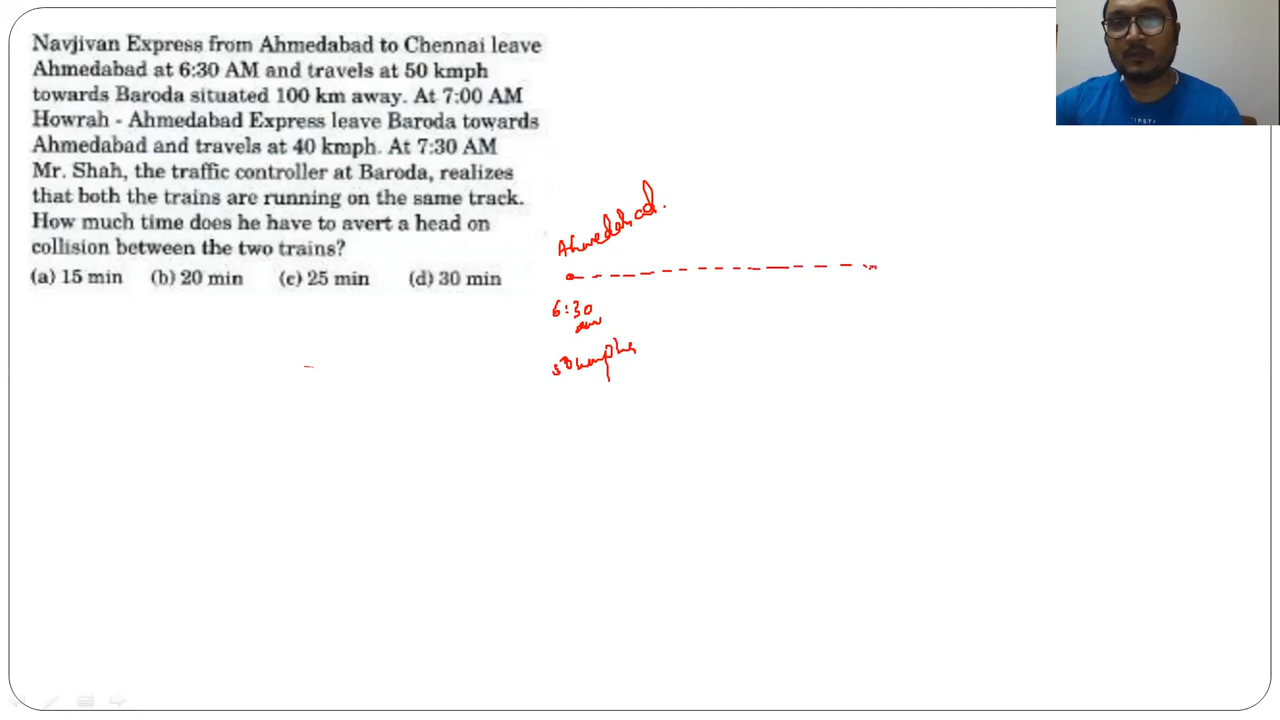 Navjivan Express from Ahmedabad to Chennai leave
Ahmedabad at 6:30 AM and travels at 50 kmph
towards Baroda situated 100 km away. At 7:00 AM
Howrah - Ahmedabad Express leave Baroda towards
Ahmedabad and travels at 40 kmph. At 7:30 AM
Mr. Shah, the traffic controller at Baroda, realizes
that both the trains are running on the same track.
How much time does he have to avert a head on
collision between the two trains?
(a) 15 min (b) 20 min (c) 25 min (d) 30 min
Ahmedabad.
6:30
am
50 kmph